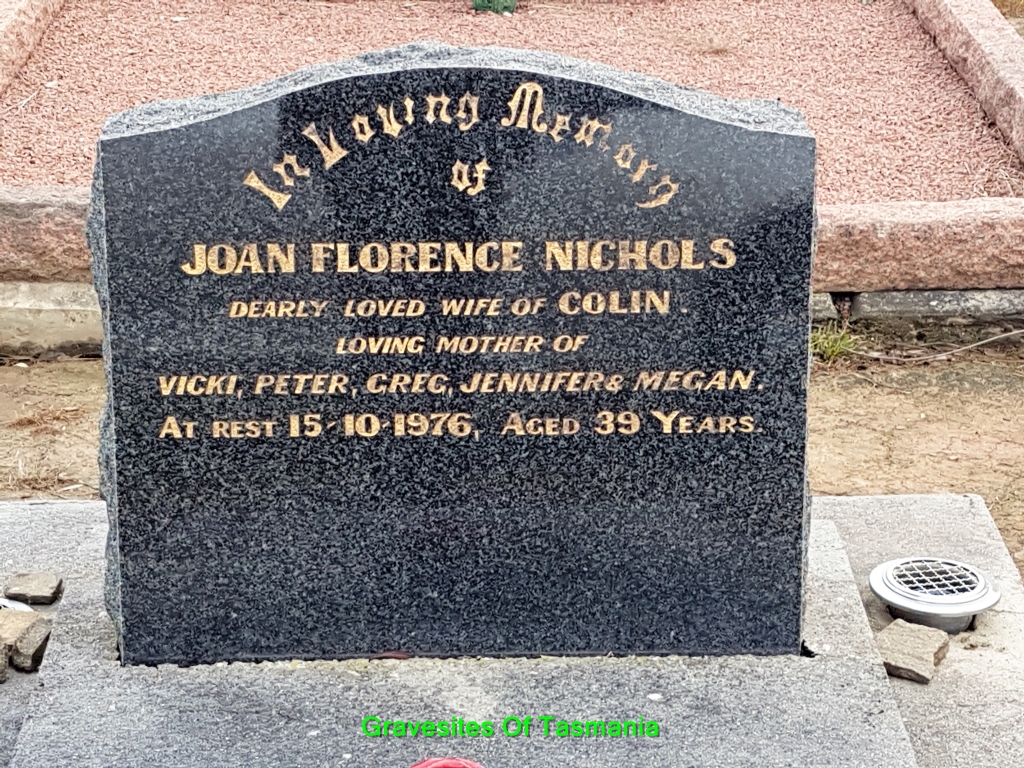 In Loving Memory
of
JOAN FLORENCE NICHOLS
DEARLY LOVED WIFE OF COLIN.
LOVING MOTHER OF
VICKI, PETER, GREG, JENNIFER & MEGAN.
AT REST 15-10-1976, AGED 39 YEARS.
Gravesites Of Tasmania